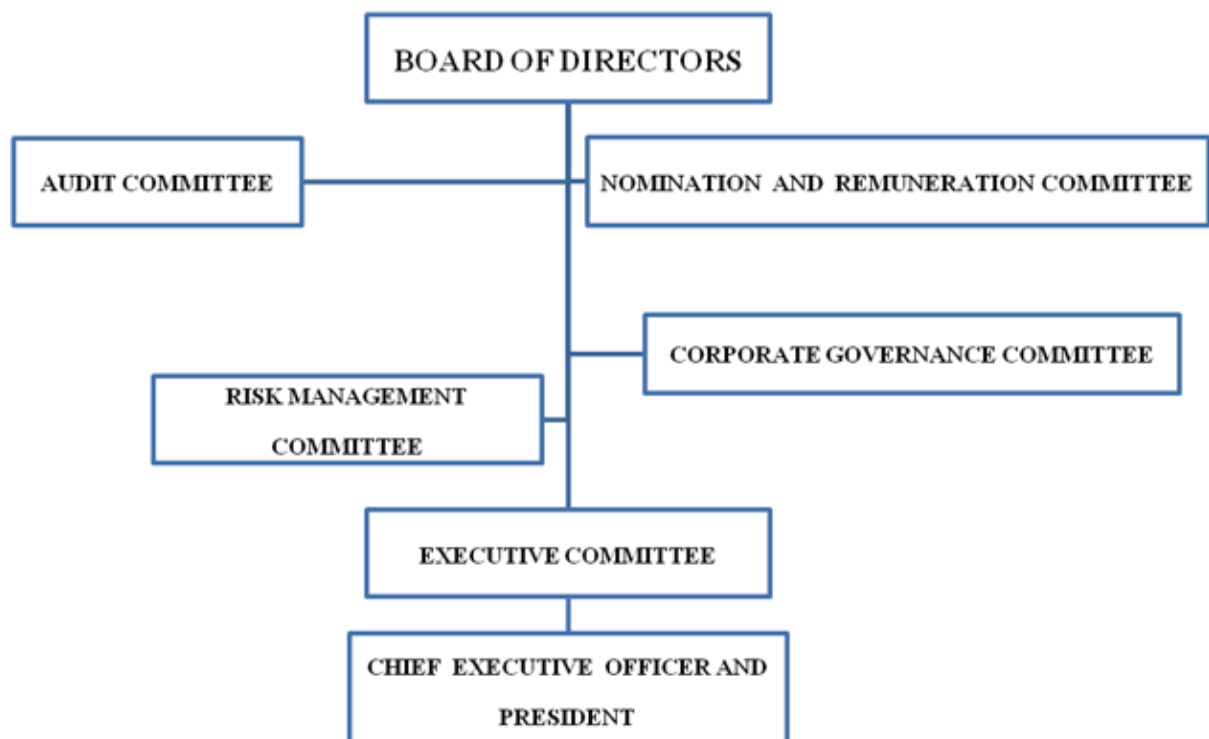 BOARD OF DIRECTORS
AUDIT COMMITTEE
NOMINATION AND REMUNERATION COMMITTEE
CORPORATE GOVERNANCE COMMITTEE
RISK MANAGEMENT
COMMITTEE
EXECUTIVE COMMITTEE
CHIEF EXECUTIVE OFFICER AND
PRESIDENT